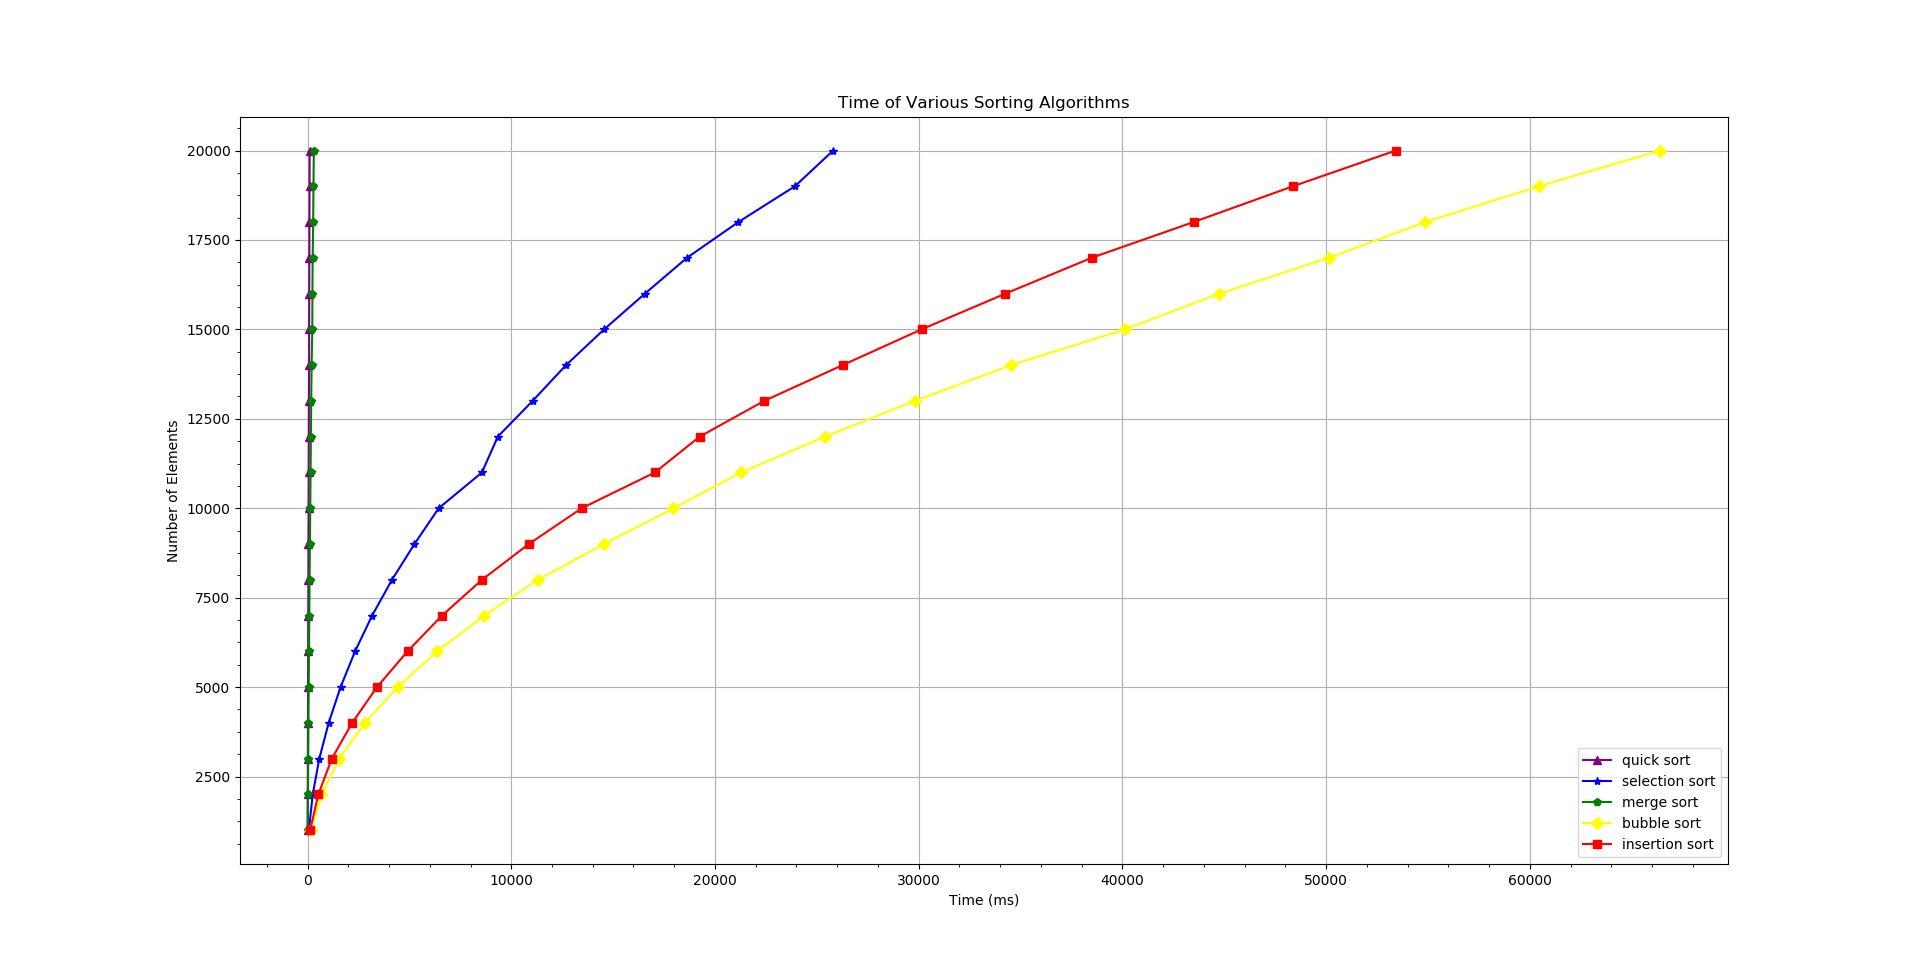 Time of Various Sorting Algorithms
Number of Elements
20000
17500
15000
12500
10000
7500
5000
2500
0 10000 20000 30000 40000 50000 60000
Time (ms)
quick sort
selection sort
merge sort
bubble sort
insertion sort